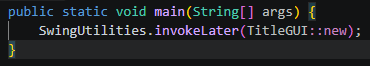 public static void main(String[] args) {
    SwingUtilities.invokeLater(TitleGUI::new);
}